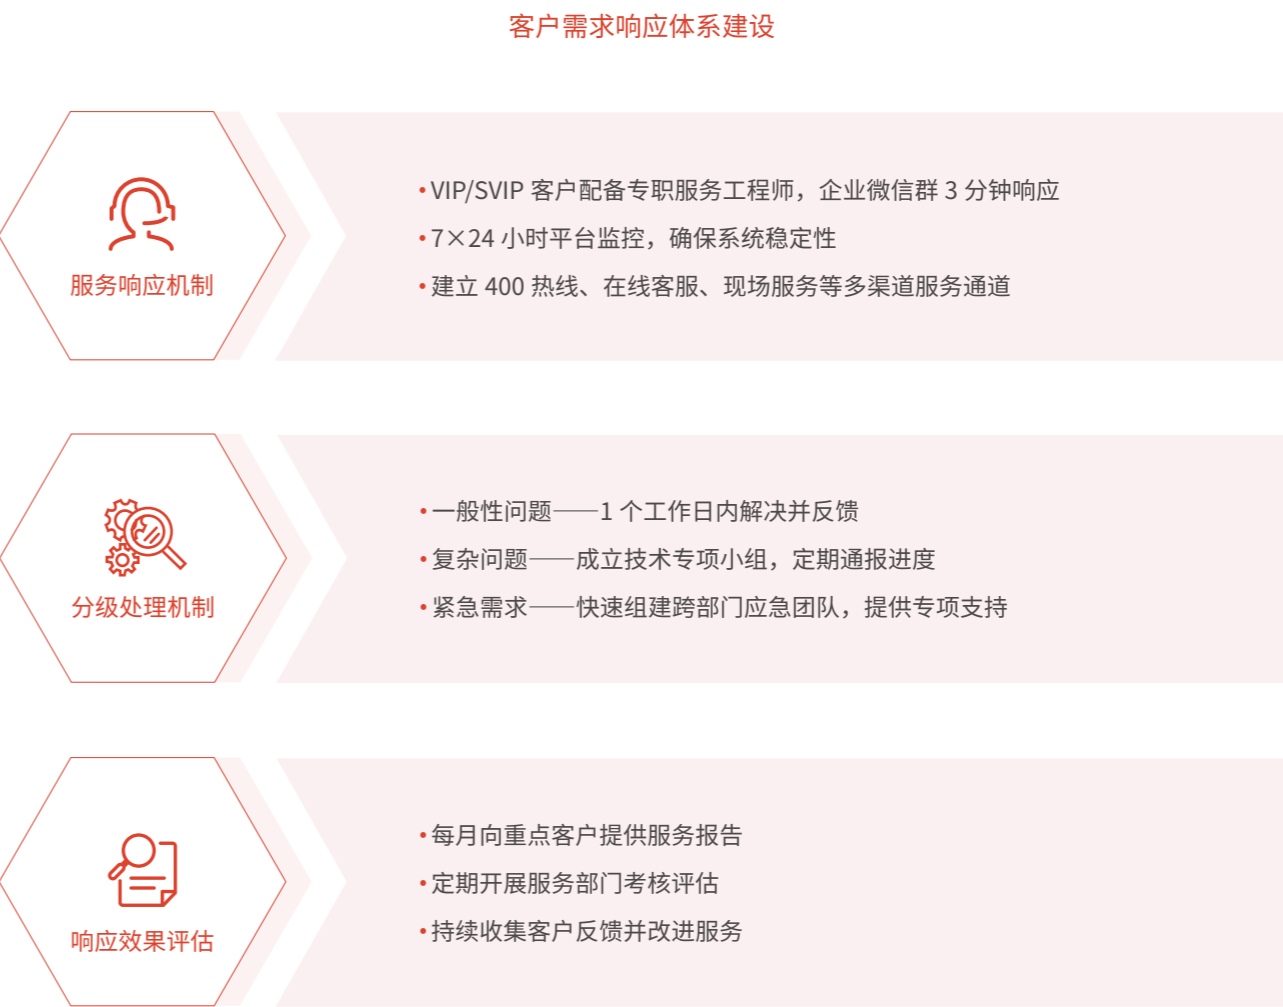 客户需求响应体系建设
服务响应机制
•VIP/SVIP 客户配备专职服务工程师，企业微信群 3 分钟响应
•7×24 小时平台监控，确保系统稳定性
•建立 400 热线、在线客服、现场服务等多渠道服务通道
分级处理机制
•一般性问题——1 个工作日内解决并反馈
•复杂问题——成立技术专项小组，定期通报进度
•紧急需求——快速组建跨部门应急团队，提供专项支持
响应效果评估
•每月向重点客户提供服务报告
•定期开展服务部门考核评估
•持续收集客户反馈并改进服务